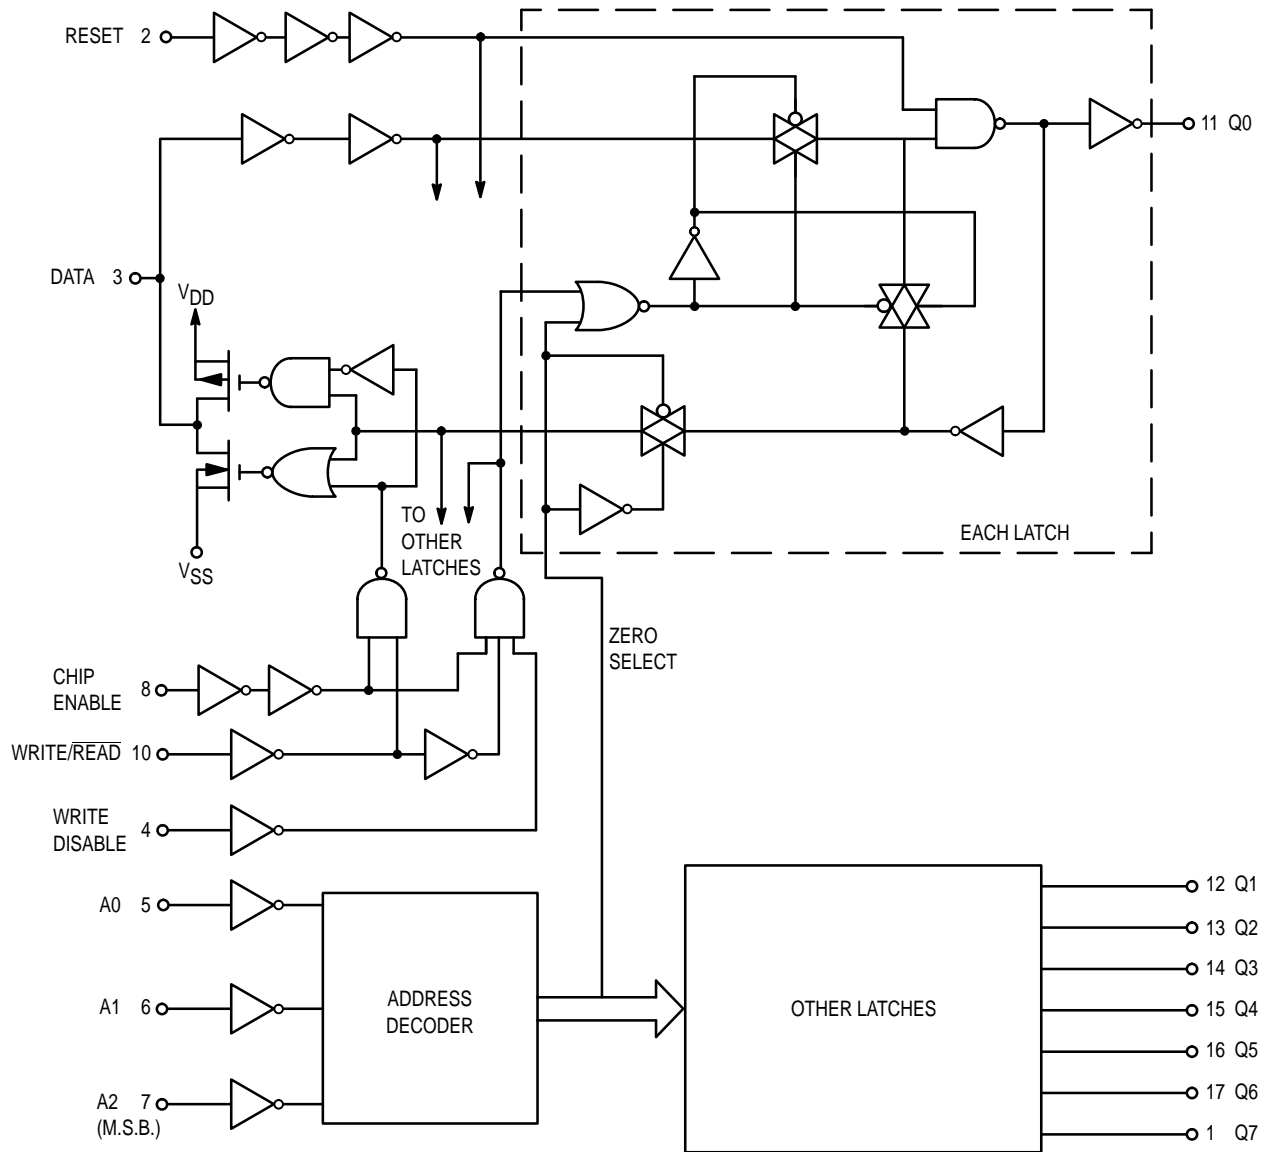 RESET 2
11 Q0
DATA 3
VDD
VSS
TO
OTHER
LATCHES
EACH LATCH
ZERO
SELECT
CHIP
ENABLE 8
WRITE/READ 10
WRITE
DISABLE 4
A0 5
A1 6
A2 7
(M.S.B.)
ADDRESS
DECODER
OTHER LATCHES
12 Q1
13 Q2
14 Q3
15 Q4
16 Q5
17 Q6
1 Q7